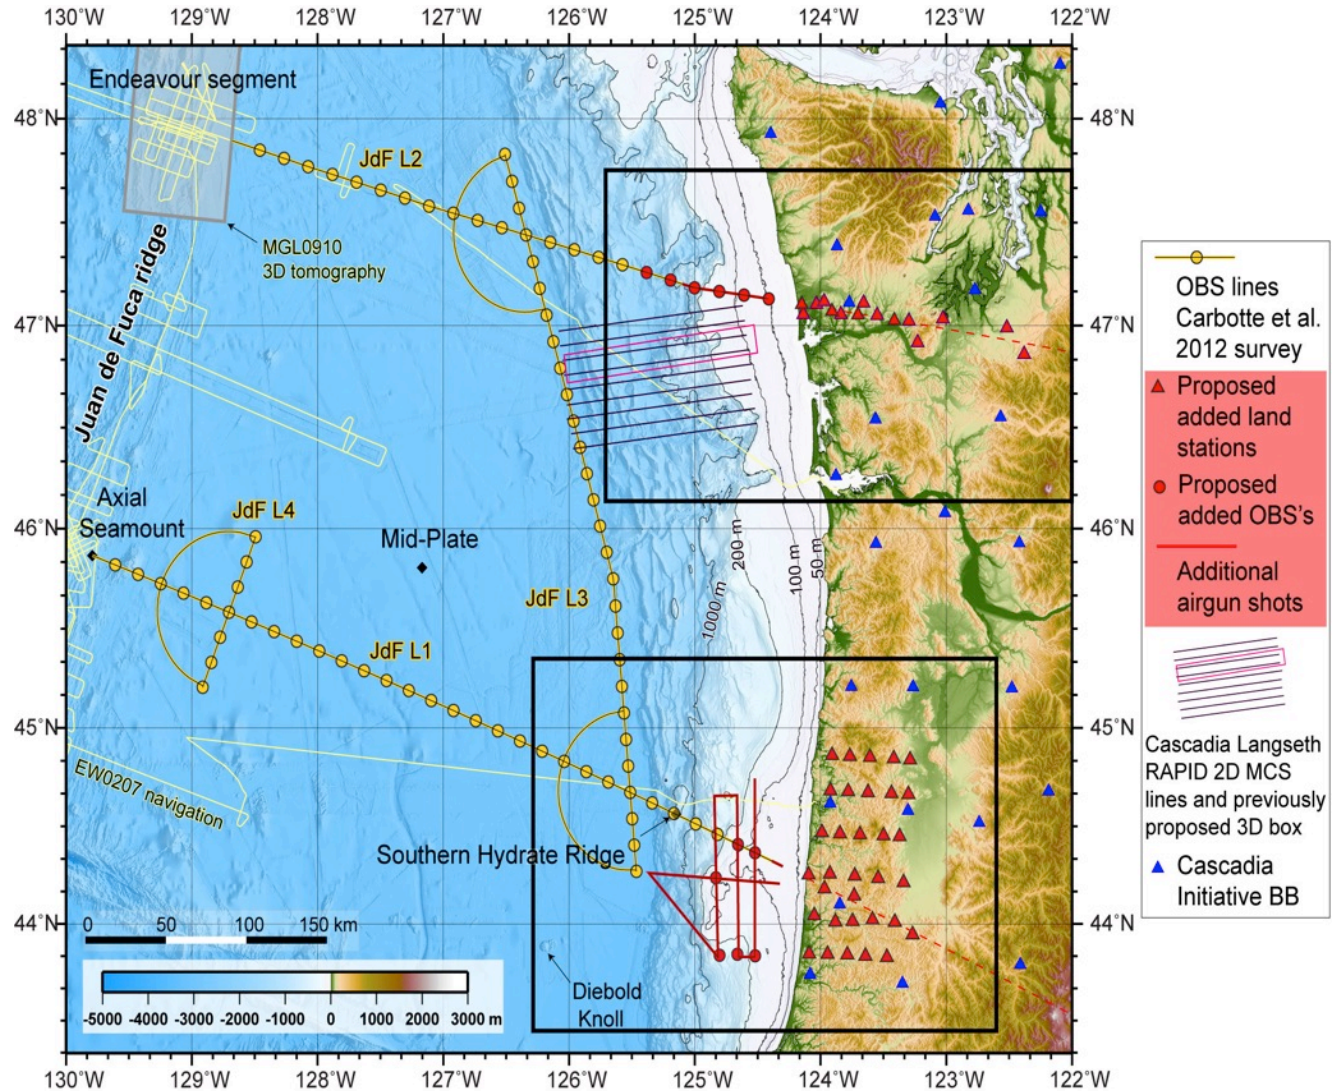 130°W 129°W 128°W 127°W 126°W 125°W 124°W 123°W 122°W
Endeavour segment
48°N 48°N
JdF L2
MGL0910
3D tomography
Juan de Fuca ridge
47°N 47°N
Axial
Seamount
JdF L4
46°N 46°N
Mid-Plate
200 m
100 m
50 m
1000 m
JdF L3
JdF L1
45°N 45°N
EW0207 navigation
Southern Hydrate Ridge
44°N 44°N
0 50 100 150 km
Diebold
Knoll
-5000 -4000 -3000 -2000 -1000 0 1000 2000 3000 m
130°W 129°W 128°W 127°W 126°W 125°W 124°W 123°W 122°W
OBS lines
Carbotte et al.
2012 survey
Proposed
added land
stations
Proposed
added OBS's
Additional
airgun shots
Cascadia Langseth
RAPID 2D MCS
lines and previously
proposed 3D box
Cascadia
Initiative BB